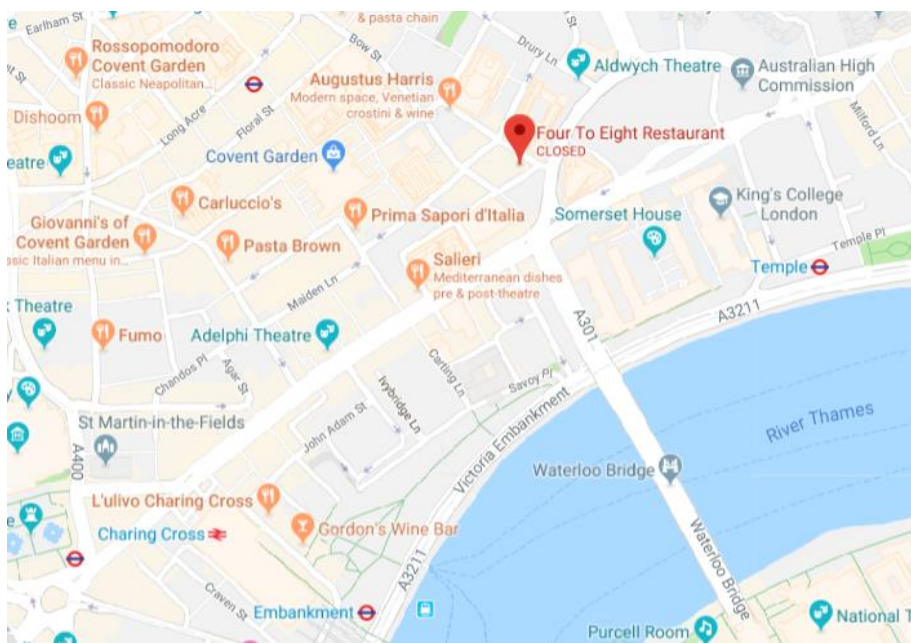 Earlham St
& pasta chain
Bow St
Drury Ln
Rossopomodoro
Covent Garden
Classic Neapolitan...
Augustus Harris
Modern space, Venetian
crostini & wine
Aldwych Theatre
Australian High
Commission
Dishoom
Long Acre
Floral St
Four To Eight Restaurant
CLOSED
Milford Ln
eatre
Covent Garden
Carluccio's
Prima Sapori d'Italia
King's College
London
Somerset House
Giovanni's of
Covent Garden
ssic Italian menu in...
Pasta Brown
Salieri
Mediterranean dishes
pre & post-theatre
Temple Pl
Temple
Maiden Ln
k Theatre
Fumo
Adelphi Theatre
A301
A3211
Chandos Pl
Agar St
Carting Ln
Savoy Pl
Ivybridge Ln
John Adam St
St Martin-in-the-Fields
A400
Victoria Embankment
River Thames
Waterloo Bridge
L'ulivo Charing Cross
Gordon's Wine Bar
Charing Cross
A3211
Waterloo Bridge
Craven St
Embankment
Purcell Room
National T